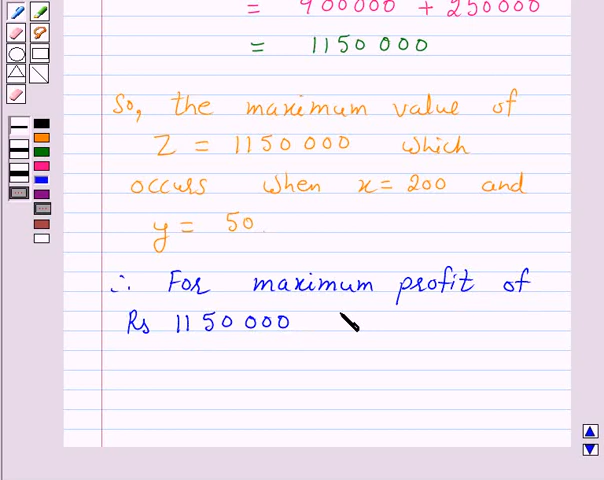 = 900000 + 250000
= 1150 000
So, the maximum value of
Z = 1150 000 which
occurs when x = 200 and
y = 50.
∴ For maximum profit of
Rs 1150 000